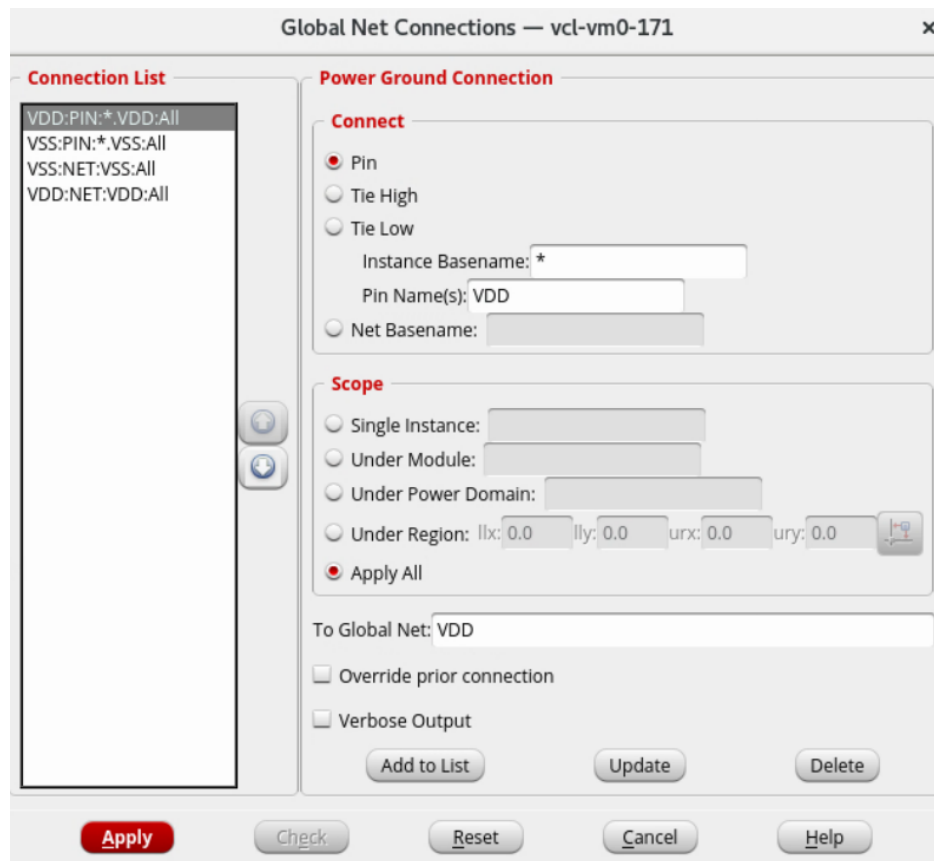 Global Net Connections — vcl-vm0-171
Connection List
VDD:PIN:*.VDD:All
VSS:PIN:*.VSS:All
VSS:NET:VSS:All
VDD:NET:VDD:All
Power Ground Connection
Connect
Pin
Tie High
Tie Low
Instance Basename: *
Pin Name(s): VDD
Net Basename:
Scope
Single Instance:
Under Module:
Under Power Domain:
Under Region: llx: 0.0 lly: 0.0 urx: 0.0 ury: 0.0
Apply All
To Global Net: VDD
Override prior connection
Verbose Output
Add to List Update Delete
Apply Check Reset Cancel Help